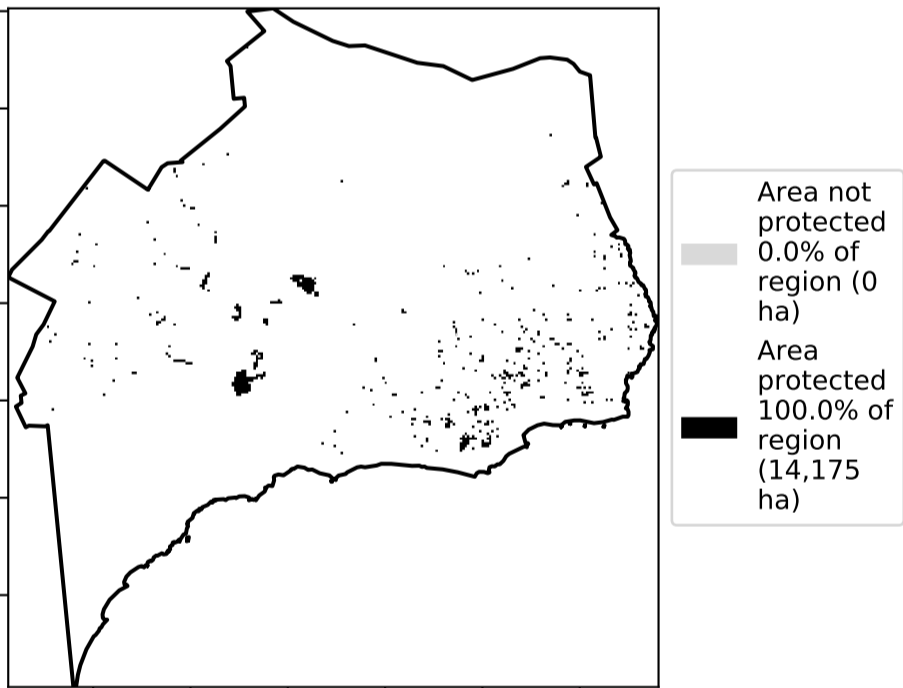 Area not
protected
0.0% of
region (0
ha)
Area
protected
100.0% of
region
(14,175
ha)